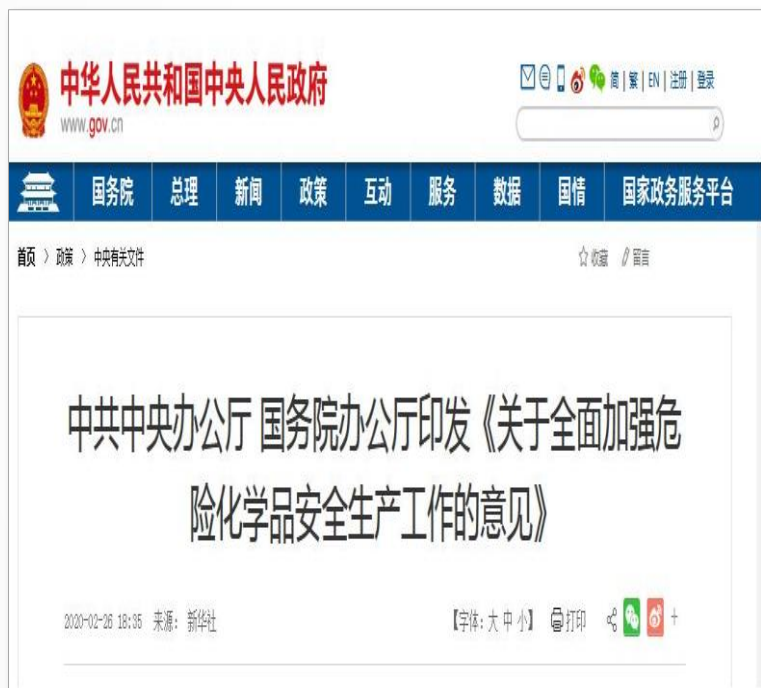 中华人民共和国中央人民政府
www.gov.cn
简 | 繁 | EN | 注册 | 登录
国务院 总理 新闻 政策 互动 服务 数据 国情 国家政务服务平台
首页 > 政策 > 中央有关文件 收藏 留言
中共中央办公厅 国务院办公厅印发《关于全面加强危
险化学品安全生产工作的意见》
2020-02-26 18:35 来源: 新华社 【字体: 大 中 小】 打印 +